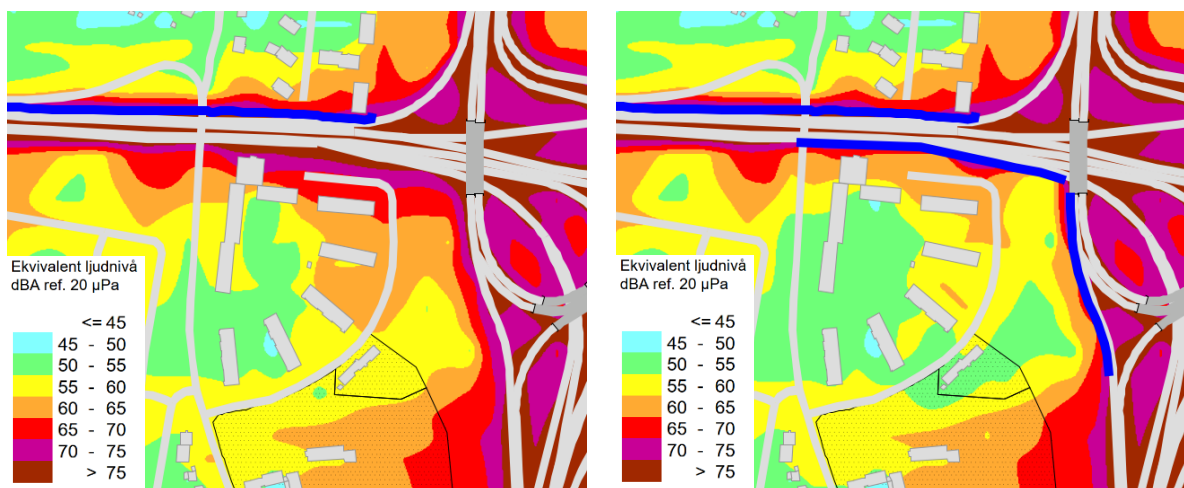 Ekvivalent ljudnivå
dBA ref. 20 µPa
<= 45
45 - 50
50 - 55
55 - 60
60 - 65
65 - 70
70 - 75
> 75
Ekvivalent ljudnivå
dBA ref. 20 µPa
<= 45
45 - 50
50 - 55
55 - 60
60 - 65
65 - 70
70 - 75
> 75